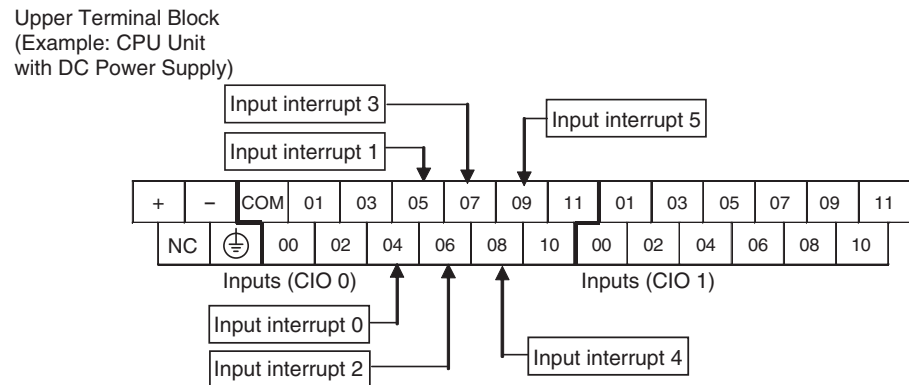 Upper Terminal Block
(Example: CPU Unit
with DC Power Supply)
Input interrupt 3
Input interrupt 5
Input interrupt 1
+ − COM 01 03 05 07 09 11 01 03 05 07 09 11
NC 00 02 04 06 08 10 00 02 04 06 08 10
Inputs (CIO 0) Inputs (CIO 1)
Input interrupt 0
Input interrupt 2
Input interrupt 4